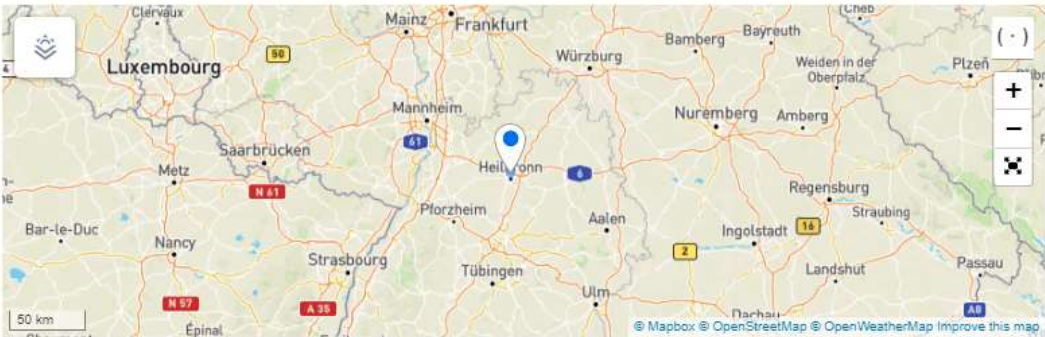 Clervaux
Mainz
Frankfurt
Cheb
50
Bamberg
Bayreuth
( · )
Luxembourg
Würzburg
Weiden in der
Oberpfalz
Plzeň
4
Mannheim
Nuremberg
Amberg
+
61
−
Saarbrücken
Heilbronn
6
Metz
N 61
Regensburg
Pforzheim
Aalen
Straubing
Bar-le-Duc
Ingolstadt
16
Nancy
2
Strasbourg
Tübingen
Landshut
Passau
N 57
A 35
Ulm
A8
50 km
Épinal
Dachau
© Mapbox © OpenStreetMap © OpenWeatherMap Improve this map